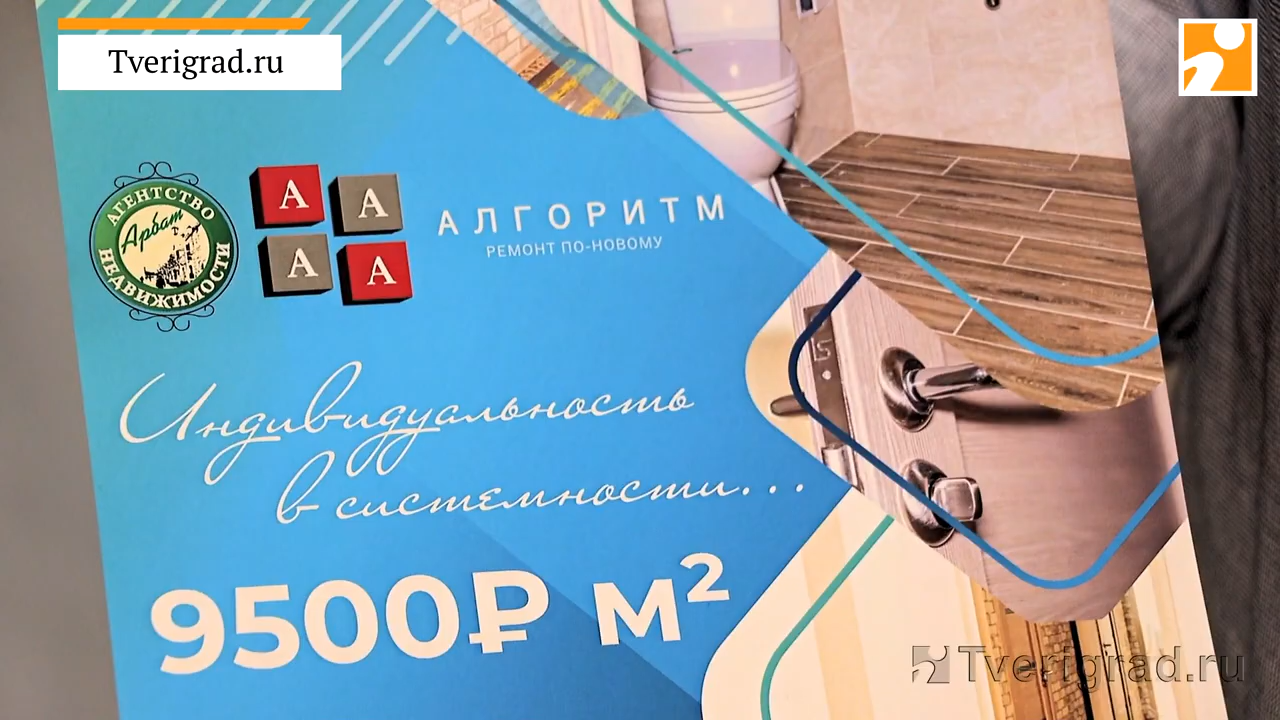 Tverigrad.ru
АГЕНТСТВО
Арбат
НЕДВИЖИМОСТИ
А А
А А
АЛГОРИТМ
РЕМОНТ ПО-НОВОМУ
Индивидуальность
в системности...
9500₽ м²
Tverigrad.ru